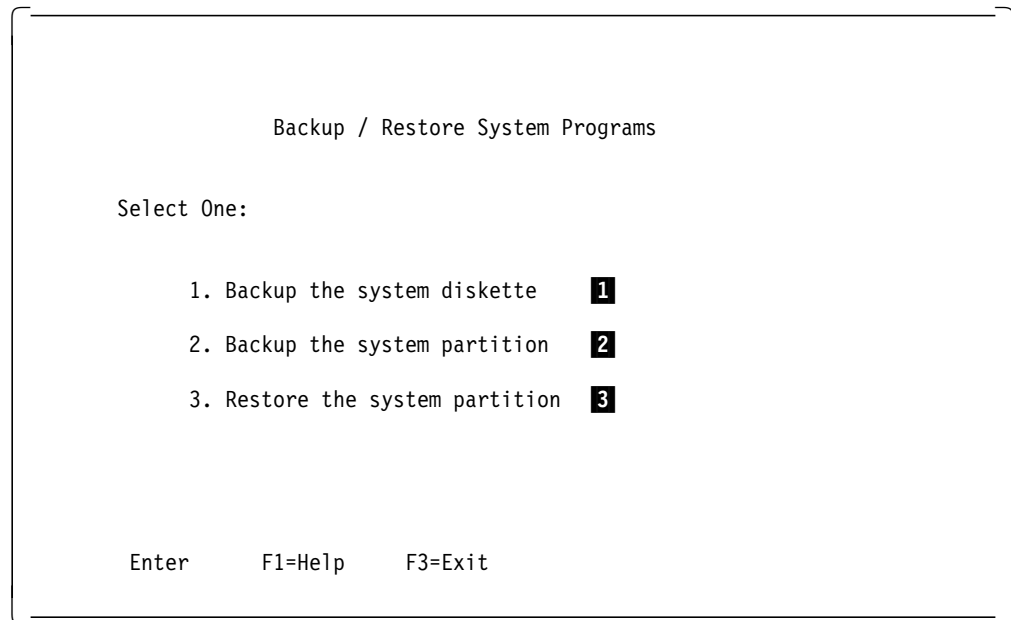 Backup / Restore System Programs
Select One:
1. Backup the system diskette 1
2. Backup the system partition 2
3. Restore the system partition 3
Enter F1=Help F3=Exit